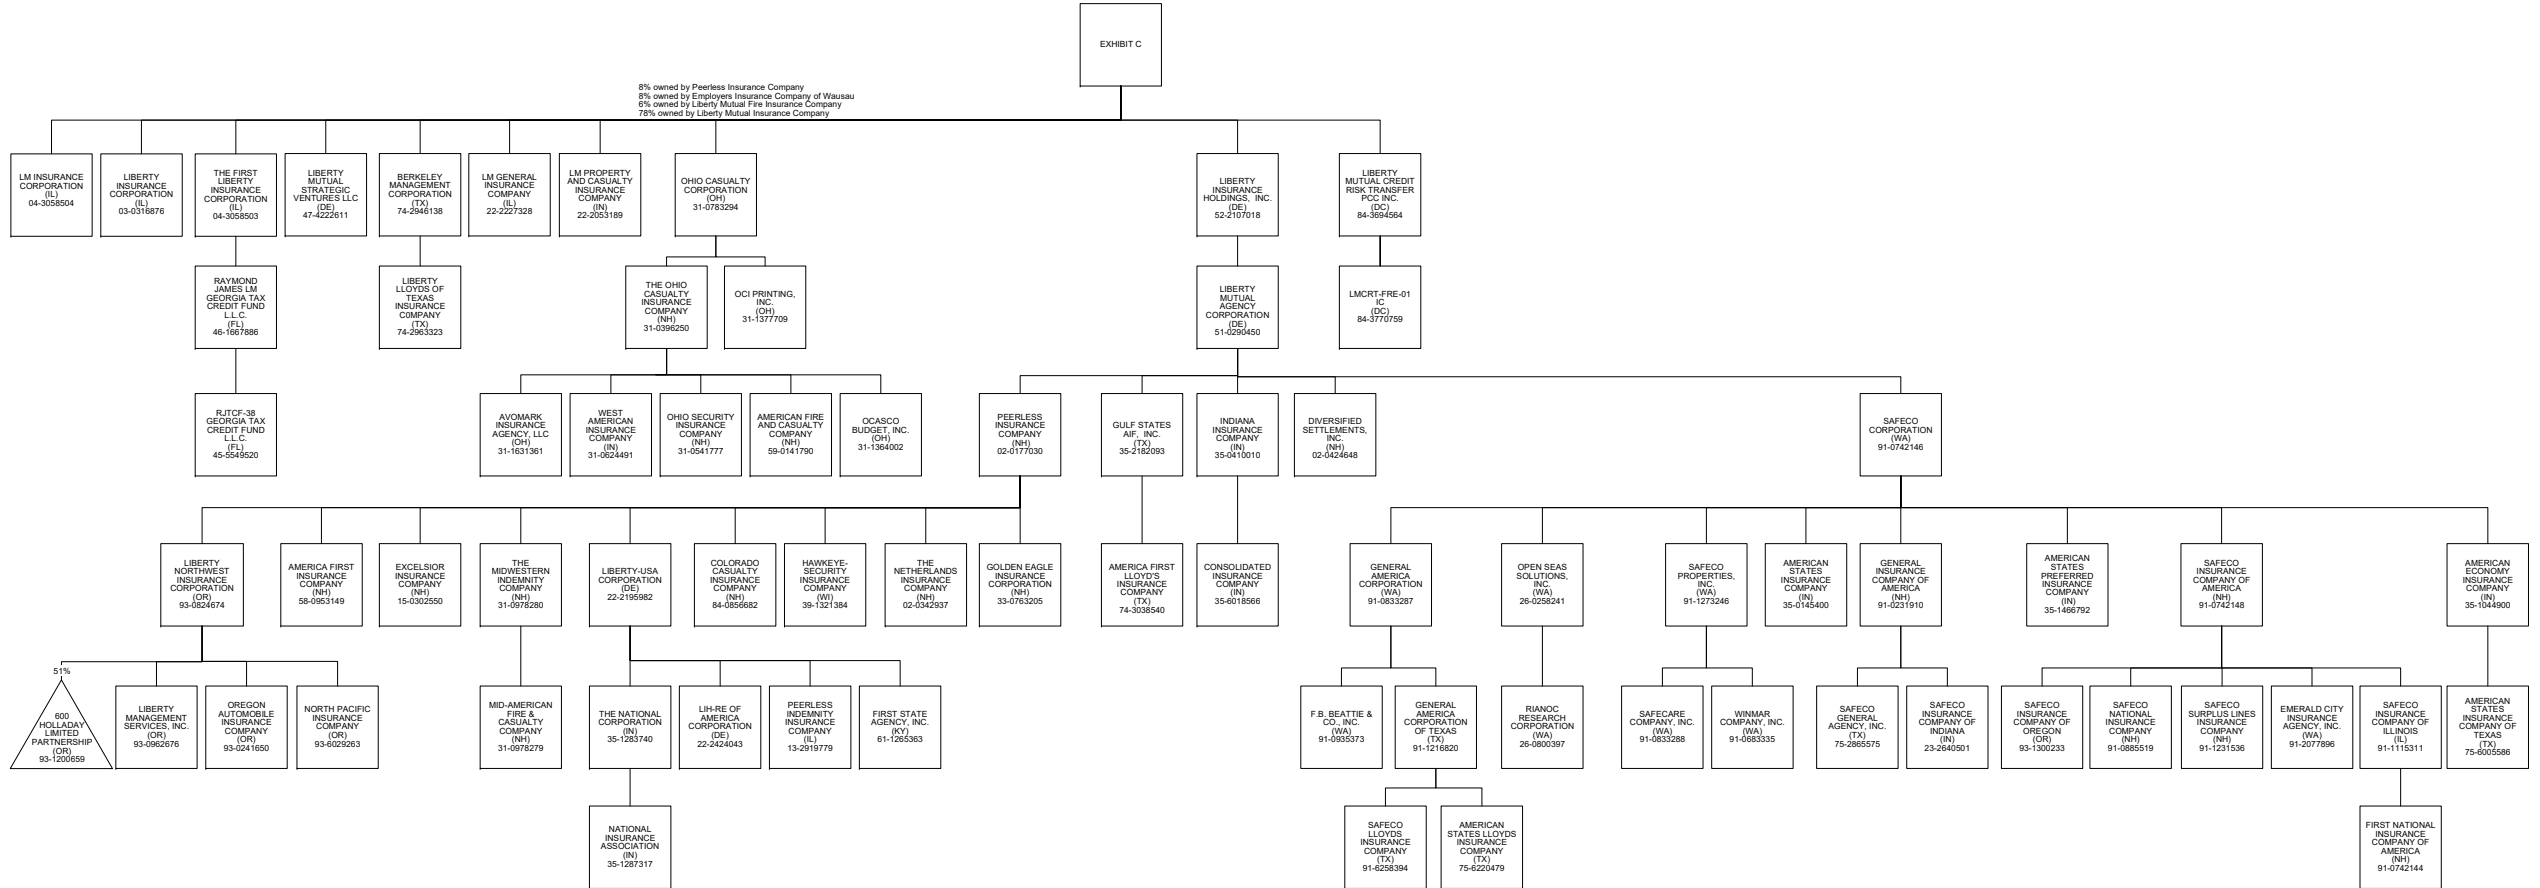 EXHIBIT C
8% owned by Peerless Insurance Company
8% owned by Employers Insurance Company of Wausau
6% owned by Liberty Mutual Fire Insurance Company
78% owned by Liberty Mutual Insurance Company
LM INSURANCE
CORPORATION
(IL)
04-3058504
LIBERTY
INSURANCE
CORPORATION
(IL)
03-0316876
THE FIRST
LIBERTY
INSURANCE
CORPORATION
(IL)
04-3058503
LIBERTY
MUTUAL
STRATEGIC
VENTURES LLC
(DE)
47-4222611
BERKELEY
MANAGEMENT
CORPORATION
(TX)
74-2946138
LM GENERAL
INSURANCE
COMPANY
(IL)
22-2227328
LM PROPERTY
AND CASUALTY
INSURANCE
COMPANY
(IN)
22-2053189
OHIO CASUALTY
CORPORATION
(OH)
31-0783294
LIBERTY
INSURANCE
HOLDINGS, INC.
(DE)
52-2107018
LIBERTY
MUTUAL CREDIT
RISK TRANSFER
PCC INC.
(DC)
84-3694564
RAYMOND
JAMES LM
GEORGIA TAX
CREDIT FUND
L.L.C.
(FL)
46-1667886
LIBERTY
LLOYDS OF
TEXAS
INSURANCE
C0MPANY
(TX)
74-2963323
THE OHIO
CASUALTY
INSURANCE
COMPANY
(NH)
31-0396250
OCI PRINTING,
INC.
(OH)
31-1377709
LIBERTY
MUTUAL
AGENCY
CORPORATION
(DE)
51-0290450
LMCRT-FRE-01
IC
(DC)
84-3770759
RJTCF-38
GEORGIA TAX
CREDIT FUND
L.L.C.
(FL)
45-5549520
AVOMARK
INSURANCE
AGENCY, LLC
(OH)
31-1631361
WEST
AMERICAN
INSURANCE
COMPANY
(IN)
31-0624491
OHIO SECURITY
INSURANCE
COMPANY
(NH)
31-0541777
AMERICAN FIRE
AND CASUALTY
COMPANY
(NH)
59-0141790
OCASCO
BUDGET, INC.
(OH)
31-1364002
PEERLESS
INSURANCE
COMPANY
(NH)
02-0177030
GULF STATES
AIF, INC.
(TX)
35-2182093
INDIANA
INSURANCE
COMPANY
(IN)
35-0410010
DIVERSIFIED
SETTLEMENTS,
INC.
(NH)
02-0424648
SAFECO
CORPORATION
(WA)
91-0742146
LIBERTY
NORTHWEST
INSURANCE
CORPORATION
(OR)
93-0824674
AMERICA FIRST
INSURANCE
COMPANY
(NH)
58-0953149
EXCELSIOR
INSURANCE
COMPANY
(NH)
15-0302550
THE
MIDWESTERN
INDEMNITY
COMPANY
(NH)
31-0978280
LIBERTY-USA
CORPORATION
(DE)
22-2195982
COLORADO
CASUALTY
INSURANCE
COMPANY
(NH)
84-0856682
HAWKEYE-
SECURITY
INSURANCE
COMPANY
(WI)
39-1321384
THE
NETHERLANDS
INSURANCE
COMPANY
(NH)
02-0342937
GOLDEN EAGLE
INSURANCE
CORPORATION
(NH)
33-0763205
AMERICA FIRST
LLOYD'S
INSURANCE
COMPANY
(TX)
74-3038540
CONSOLIDATED
INSURANCE
COMPANY
(IN)
35-6018566
GENERAL
AMERICA
CORPORATION
(WA)
91-0833287
OPEN SEAS
SOLUTIONS,
INC.
(WA)
26-0258241
SAFECO
PROPERTIES,
INC.
(WA)
91-1273246
AMERICAN
STATES
INSURANCE
COMPANY
(IN)
35-0145400
GENERAL
INSURANCE
COMPANY OF
AMERICA
(NH)
91-0231910
AMERICAN
STATES
PREFERRED
INSURANCE
COMPANY
(IN)
35-1466792
SAFECO
INSURANCE
COMPANY OF
AMERICA
(NH)
91-0742148
AMERICAN
ECONOMY
INSURANCE
COMPANY
(IN)
35-1044900
51%
600
HOLLADAY
LIMITED
PARTNERSHIP
(OR)
93-1200659
LIBERTY
MANAGEMENT
SERVICES, INC.
(OR)
93-0962676
OREGON
AUTOMOBILE
INSURANCE
COMPANY
(OR)
93-0241650
NORTH PACIFIC
INSURANCE
COMPANY
(OR)
93-6029263
MID-AMERICAN
FIRE &
CASUALTY
COMPANY
(NH)
31-0978279
THE NATIONAL
CORPORATION
(IN)
35-1283740
LIH-RE OF
AMERICA
CORPORATION
(DE)
22-2424043
PEERLESS
INDEMNITY
INSURANCE
COMPANY
(IL)
13-2919779
FIRST STATE
AGENCY, INC.
(KY)
61-1265363
F.B. BEATTIE &
CO., INC.
(WA)
91-0935373
GENERAL
AMERICA
CORPORATION
OF TEXAS
(TX)
91-1216820
RIANOC
RESEARCH
CORPORATION
(WA)
26-0800397
SAFECARE
COMPANY, INC.
(WA)
91-0833288
WINMAR
COMPANY, INC.
(WA)
91-0683335
SAFECO
GENERAL
AGENCY, INC.
(TX)
75-2865575
SAFECO
INSURANCE
COMPANY OF
INDIANA
(IN)
23-2640501
SAFECO
INSURANCE
COMPANY OF
OREGON
(OR)
93-1300233
SAFECO
NATIONAL
INSURANCE
COMPANY
(NH)
91-0885519
SAFECO
SURPLUS LINES
INSURANCE
COMPANY
(NH)
91-1231536
EMERALD CITY
INSURANCE
AGENCY, INC.
(WA)
91-2077896
SAFECO
INSURANCE
COMPANY OF
ILLINOIS
(IL)
91-1115311
AMERICAN
STATES
INSURANCE
COMPANY OF
TEXAS
(TX)
75-6005586
NATIONAL
INSURANCE
ASSOCIATION
(IN)
35-1287317
SAFECO
LLOYDS
INSURANCE
COMPANY
(TX)
91-6258394
AMERICAN
STATES LLOYDS
INSURANCE
COMPANY
(TX)
75-6220479
FIRST NATIONAL
INSURANCE
COMPANY OF
AMERICA
(NH)
91-0742144